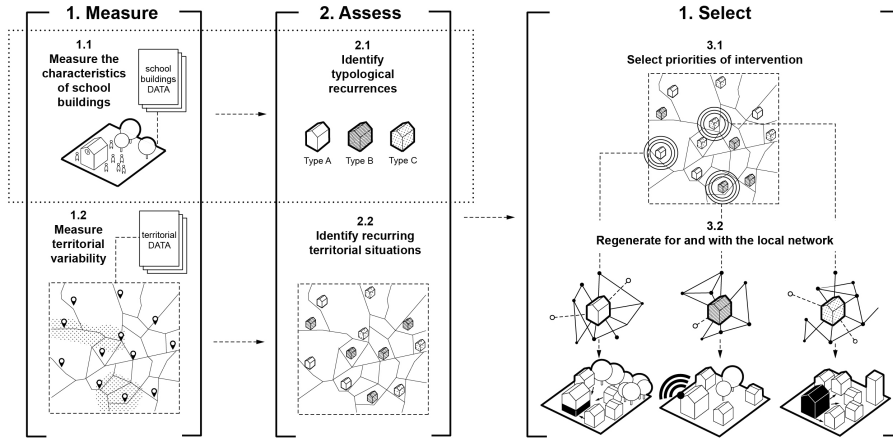 1. Measure
1.1
Measure the
characteristics
of school
buildings
school
buildings
DATA
1.2
Measure
territorial
variability
territorial
DATA
2. Assess
2.1
Identify
typological
recurrences
Type A
Type B
Type C
2.2
Identify recurring
territorial situations
1. Select
3.1
Select priorities of intervention
3.2
Regenerate for and with the local network